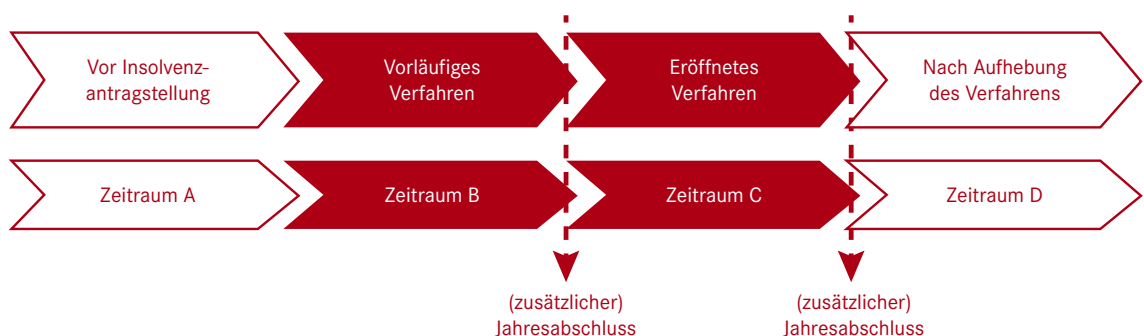 Vor Insolvenz-
antragstellung
Vorläufiges
Verfahren
Eröffnetes
Verfahren
Nach Aufhebung
des Verfahrens
Zeitraum A
Zeitraum B
Zeitraum C
Zeitraum D
(zusätzlicher)
Jahresabschluss
(zusätzlicher)
Jahresabschluss